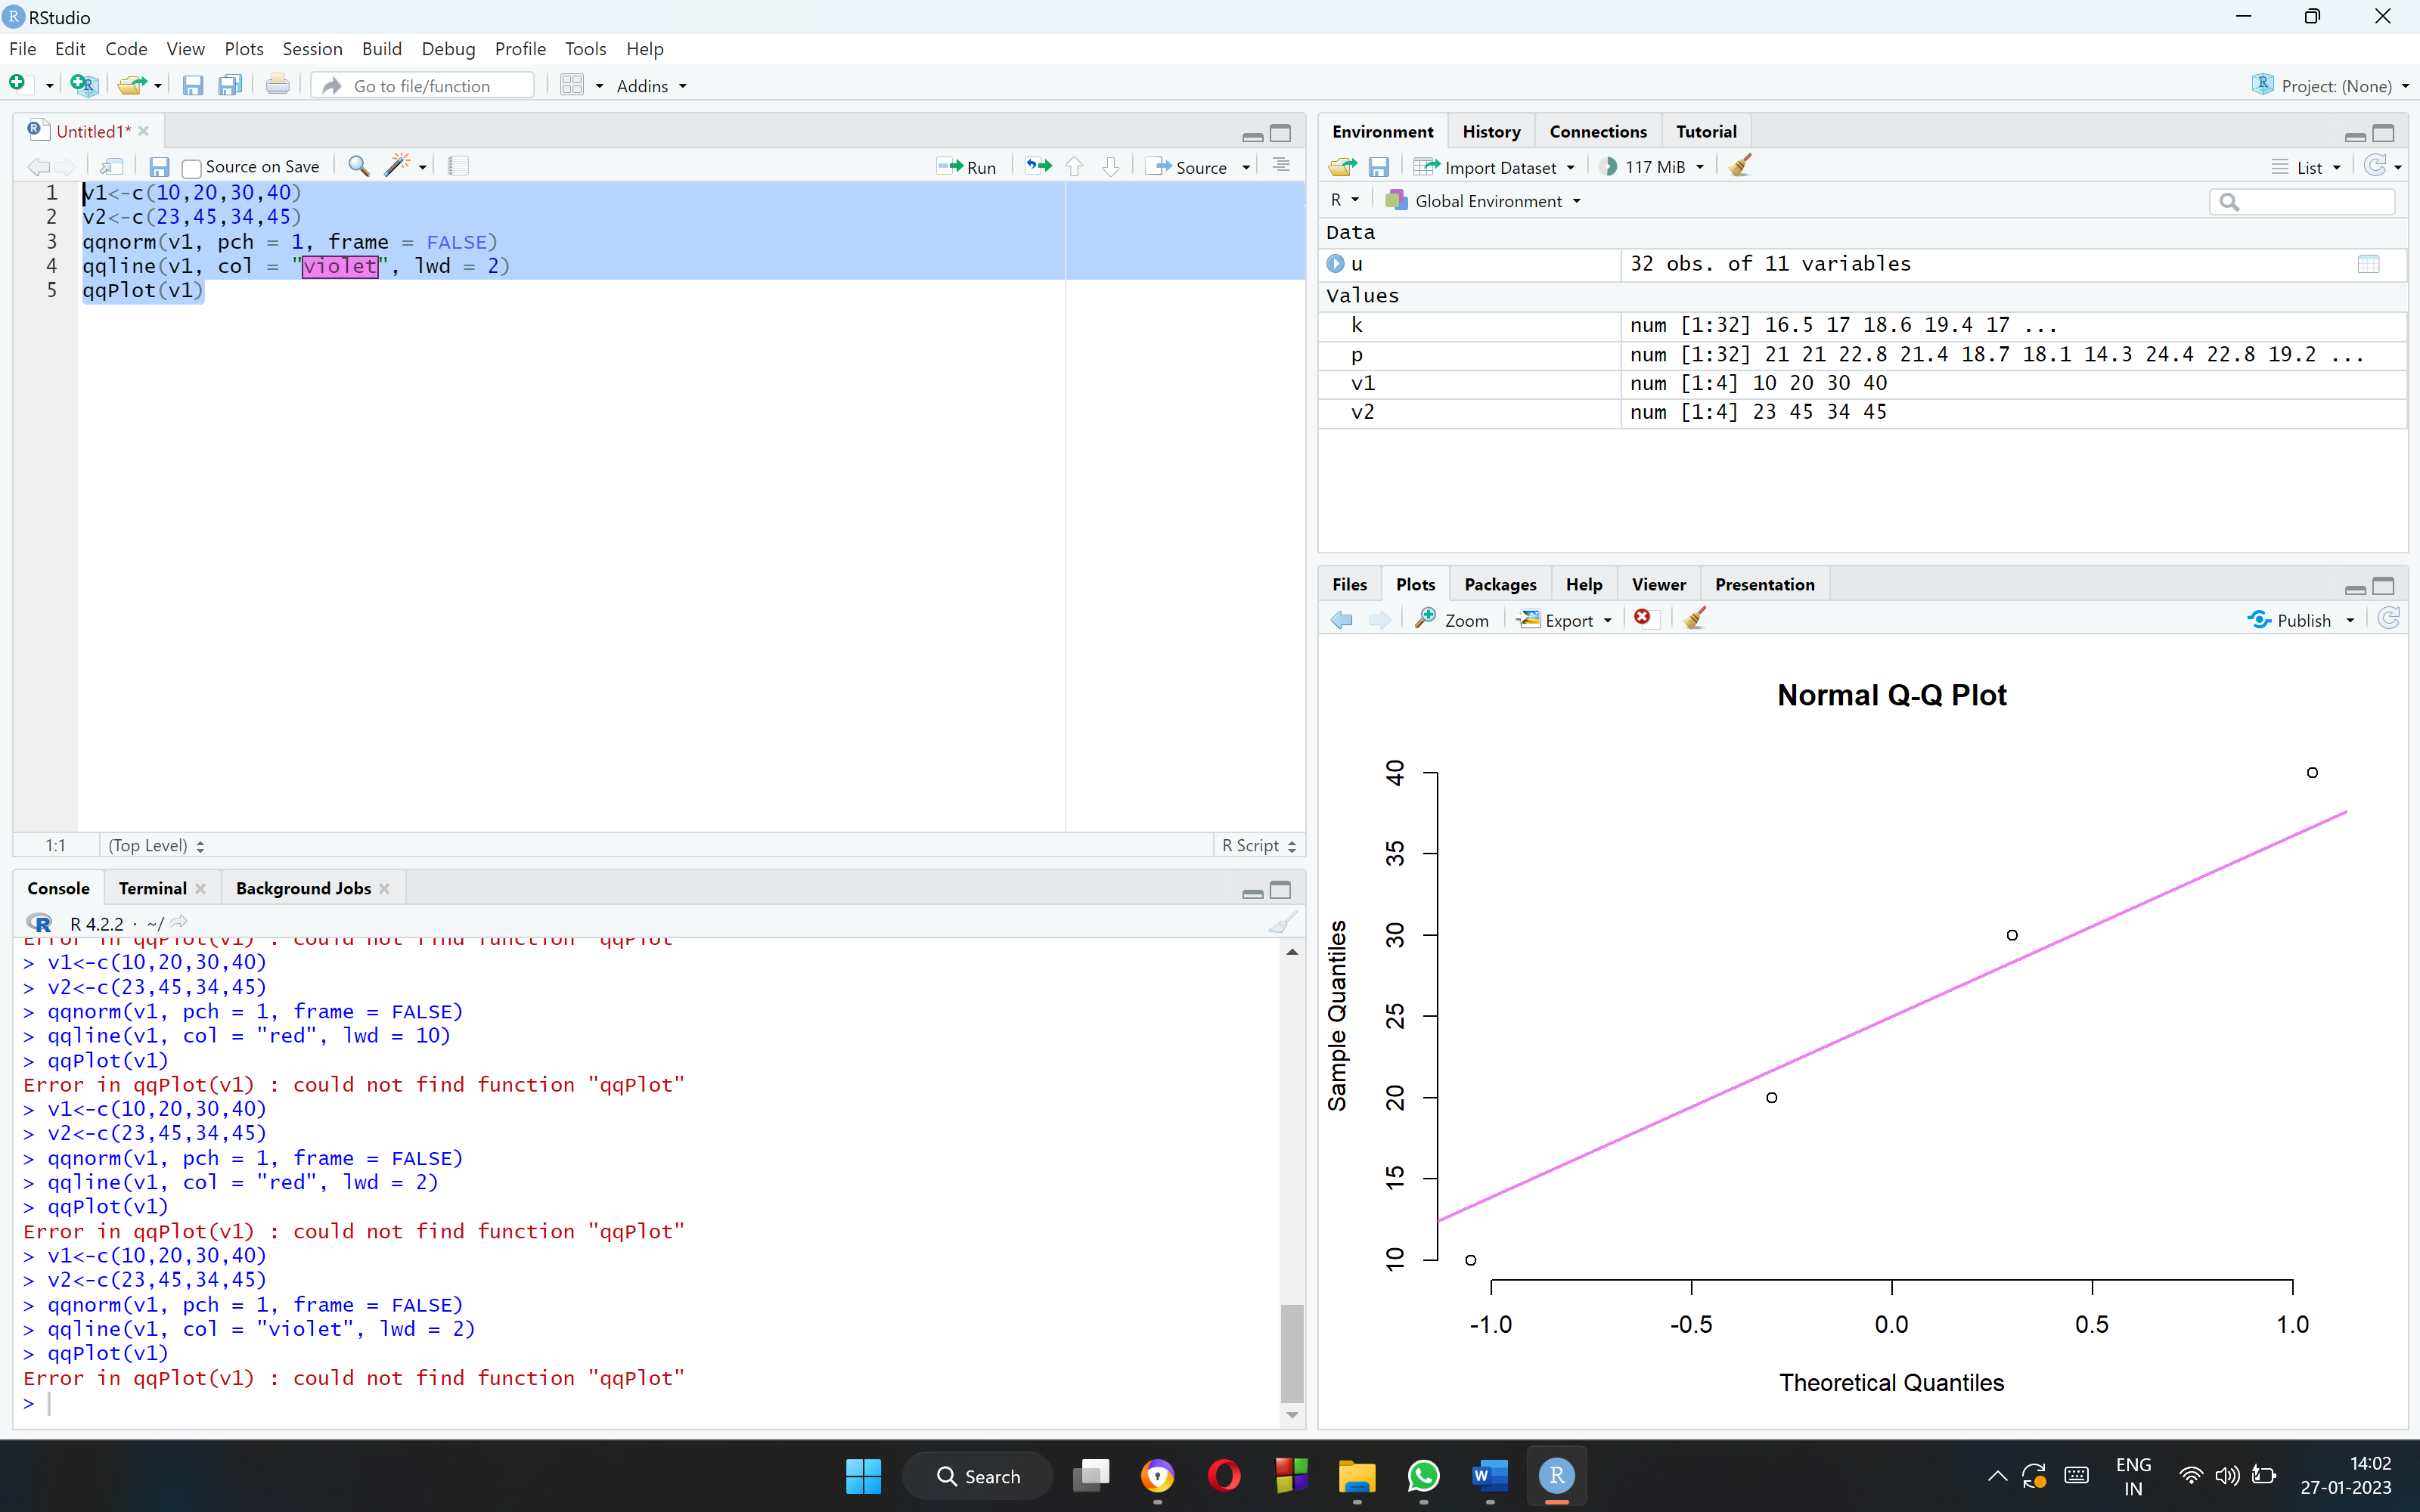 RStudio
File Edit Code View Plots Session Build Debug Profile Tools Help
Go to file/function Addins Project: (None)
Untitled1*
Source on Save Run Source
1 v1<-c(10,20,30,40)
2 v2<-c(23,45,34,45)
3 qqnorm(v1, pch = 1, frame = FALSE)
4 qqline(v1, col = "violet", lwd = 2)
5 qqPlot(v1)
1:1 (Top Level) R Script
Console Terminal Background Jobs
R 4.2.2 · ~/
Error in qqPlot(v1) : could not find function "qqPlot"
> v1<-c(10,20,30,40)
> v2<-c(23,45,34,45)
> qqnorm(v1, pch = 1, frame = FALSE)
> qqline(v1, col = "red", lwd = 10)
> qqPlot(v1)
Error in qqPlot(v1) : could not find function "qqPlot"
> v1<-c(10,20,30,40)
> v2<-c(23,45,34,45)
> qqnorm(v1, pch = 1, frame = FALSE)
> qqline(v1, col = "red", lwd = 2)
> qqPlot(v1)
Error in qqPlot(v1) : could not find function "qqPlot"
> v1<-c(10,20,30,40)
> v2<-c(23,45,34,45)
> qqnorm(v1, pch = 1, frame = FALSE)
> qqline(v1, col = "violet", lwd = 2)
> qqPlot(v1)
Error in qqPlot(v1) : could not find function "qqPlot"
>
Environment History Connections Tutorial
Import Dataset 117 MiB List
R Global Environment
Data
u 32 obs. of 11 variables
Values
k num [1:32] 16.5 17 18.6 19.4 17 ...
p num [1:32] 21 21 22.8 21.4 18.7 18.1 14.3 24.4 22.8 19.2 ...
v1 num [1:4] 10 20 30 40
v2 num [1:4] 23 45 34 45
Files Plots Packages Help Viewer Presentation
Zoom Export Publish
Normal Q-Q Plot
Sample Quantiles
40
35
30
25
20
15
10
-1.0 -0.5 0.0 0.5 1.0
Theoretical Quantiles
Search
ENG
IN
14:02
27-01-2023